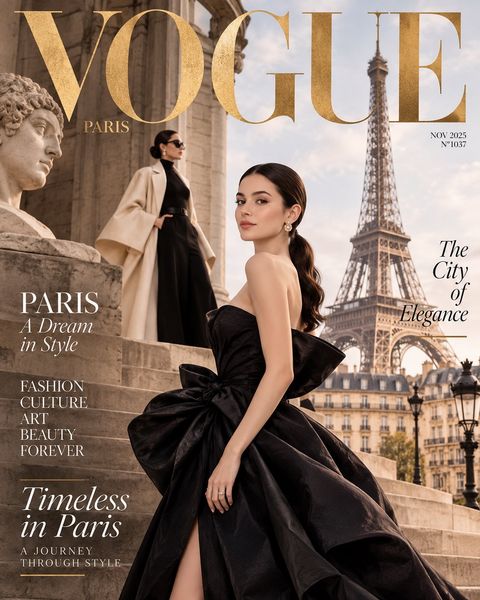 VOGUE
PARIS
NOV 2025
Nº1037
The
City
of
Elegance
PARIS
A Dream
in Style
FASHION
CULTURE
ART
BEAUTY
FOREVER
Timeless
in Paris
A JOURNEY
THROUGH STYLE